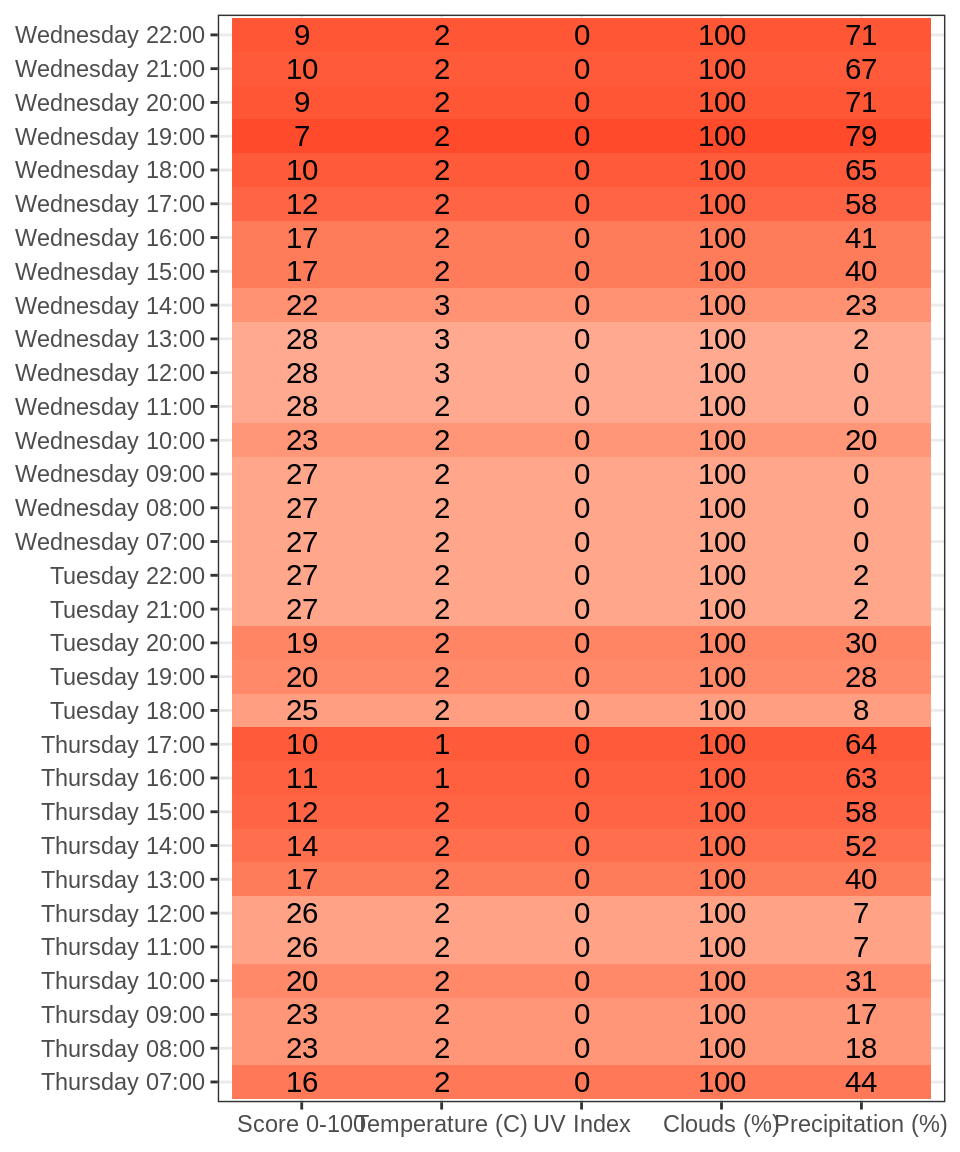 Wednesday 22:00 9 2 0 100 71
Wednesday 21:00 10 2 0 100 67
Wednesday 20:00 9 2 0 100 71
Wednesday 19:00 7 2 0 100 79
Wednesday 18:00 10 2 0 100 65
Wednesday 17:00 12 2 0 100 58
Wednesday 16:00 17 2 0 100 41
Wednesday 15:00 17 2 0 100 40
Wednesday 14:00 22 3 0 100 23
Wednesday 13:00 28 3 0 100 2
Wednesday 12:00 28 3 0 100 0
Wednesday 11:00 28 2 0 100 0
Wednesday 10:00 23 2 0 100 20
Wednesday 09:00 27 2 0 100 0
Wednesday 08:00 27 2 0 100 0
Wednesday 07:00 27 2 0 100 0
Tuesday 22:00 27 2 0 100 2
Tuesday 21:00 27 2 0 100 2
Tuesday 20:00 19 2 0 100 30
Tuesday 19:00 20 2 0 100 28
Tuesday 18:00 25 2 0 100 8
Thursday 17:00 10 1 0 100 64
Thursday 16:00 11 1 0 100 63
Thursday 15:00 12 2 0 100 58
Thursday 14:00 14 2 0 100 52
Thursday 13:00 17 2 0 100 40
Thursday 12:00 26 2 0 100 7
Thursday 11:00 26 2 0 100 7
Thursday 10:00 20 2 0 100 31
Thursday 09:00 23 2 0 100 17
Thursday 08:00 23 2 0 100 18
Thursday 07:00 16 2 0 100 44
Score 0-100 Temperature (C) UV Index Clouds (%) Precipitation (%)